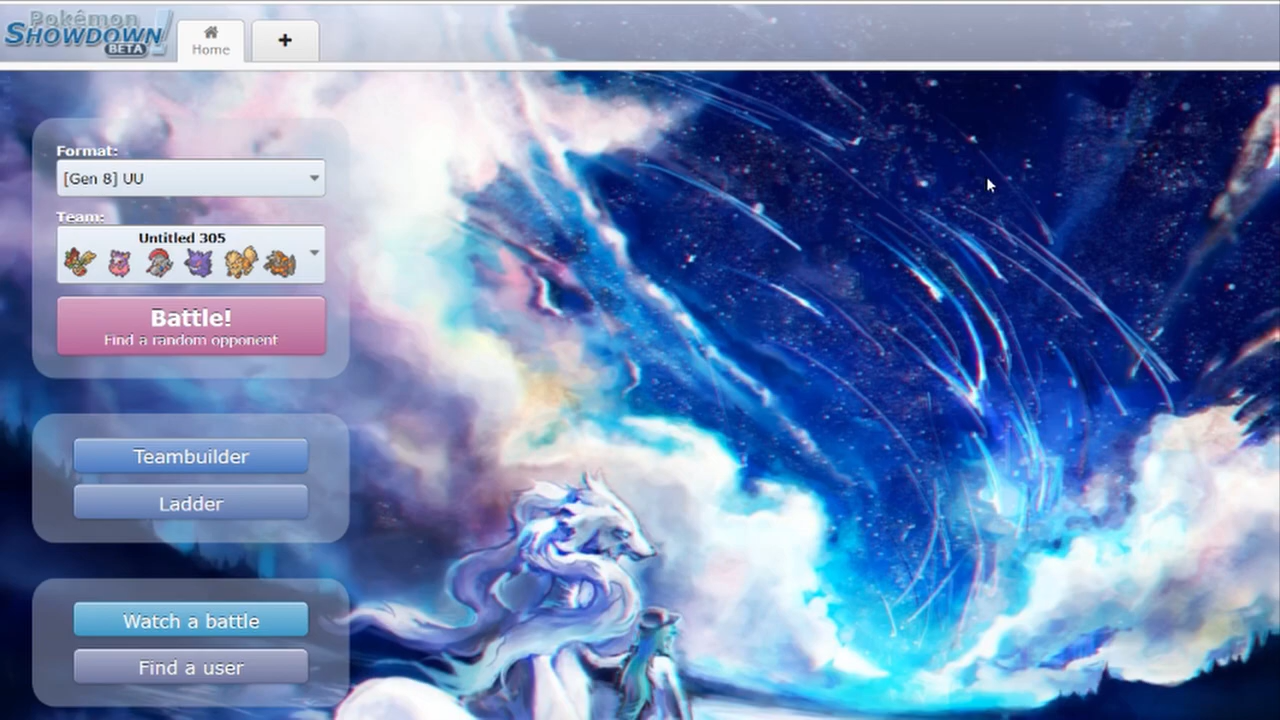 Pokémon
SHOWDOWN!
BETA
Home
+
Format:
[Gen 8] UU
Team:
Untitled 305
Battle!
Find a random opponent
Teambuilder
Ladder
Watch a battle
Find a user